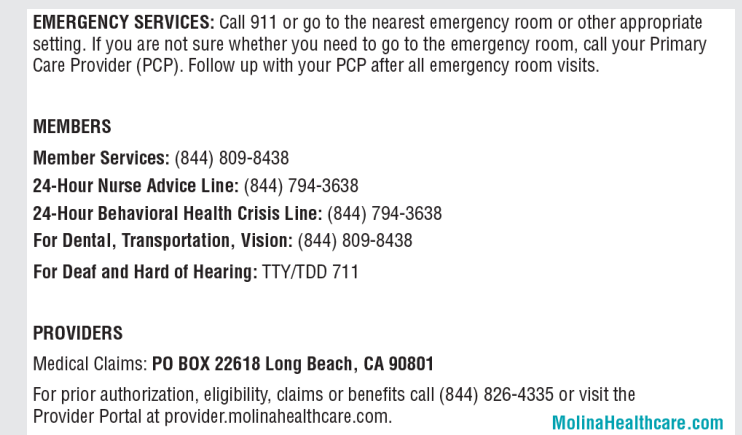 EMERGENCY SERVICES: Call 911 or go to the nearest emergency room or other appropriate
setting. If you are not sure whether you need to go to the emergency room, call your Primary
Care Provider (PCP). Follow up with your PCP after all emergency room visits.
MEMBERS
Member Services: (844) 809-8438
24-Hour Nurse Advice Line: (844) 794-3638
24-Hour Behavioral Health Crisis Line: (844) 794-3638
For Dental, Transportation, Vision: (844) 809-8438
For Deaf and Hard of Hearing: TTY/TDD 711
PROVIDERS
Medical Claims: PO BOX 22618 Long Beach, CA 90801
For prior authorization, eligibility, claims or benefits call (844) 826-4335 or visit the
Provider Portal at provider.molinahealthcare.com.
MolinaHealthcare.com